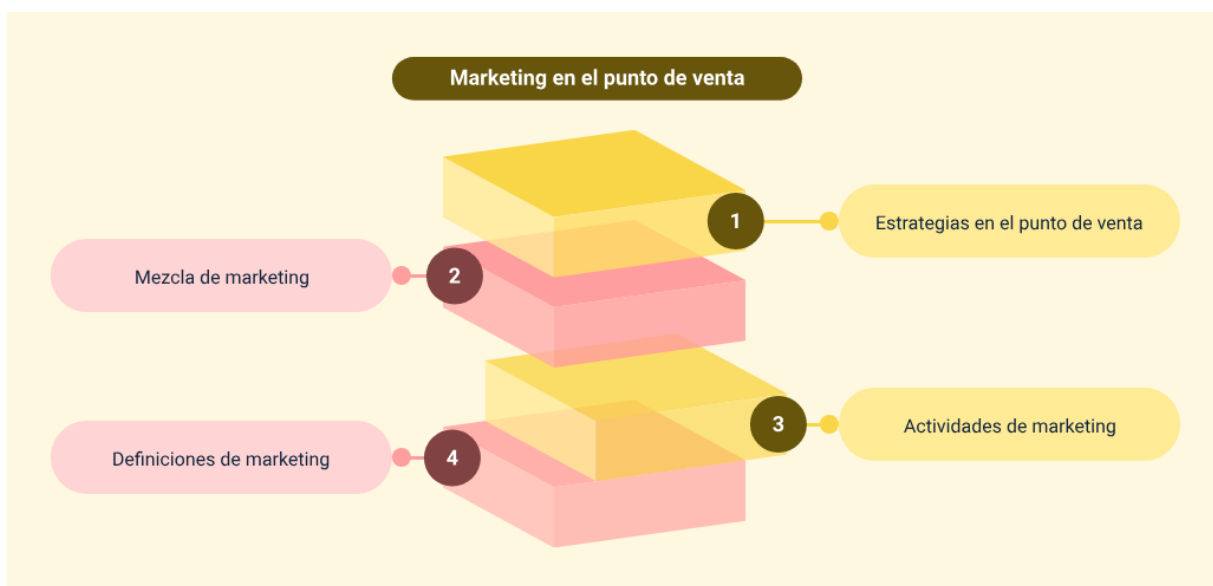 Marketing en el punto de venta
1
Estrategias en el punto de venta
Mezcla de marketing
2
3
Actividades de marketing
Definiciones de marketing
4